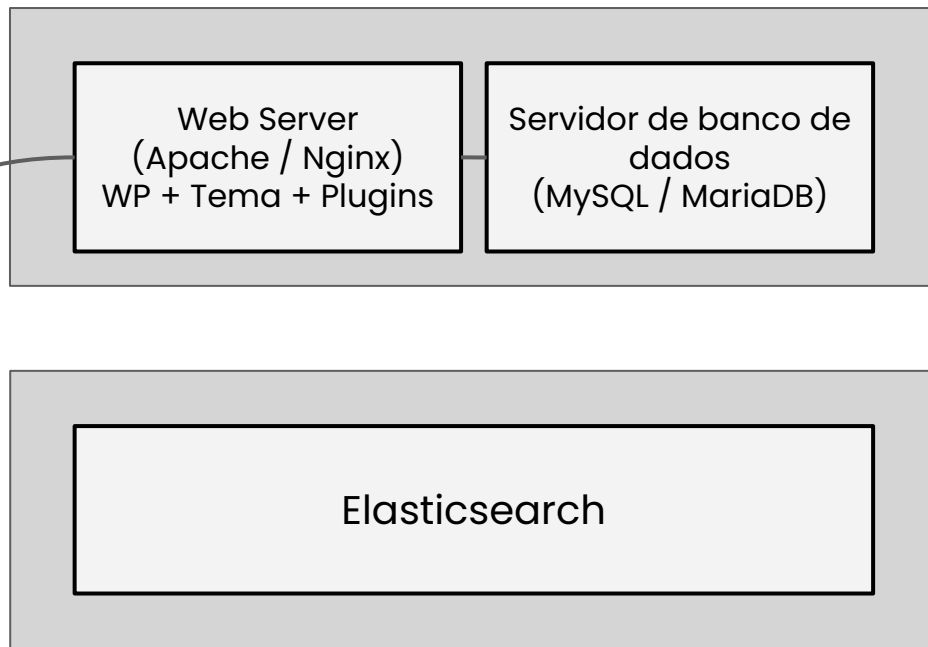 Web Server
(Apache / Nginx)
WP + Tema + Plugins
Servidor de banco de
dados
(MySQL / MariaDB)
Elasticsearch